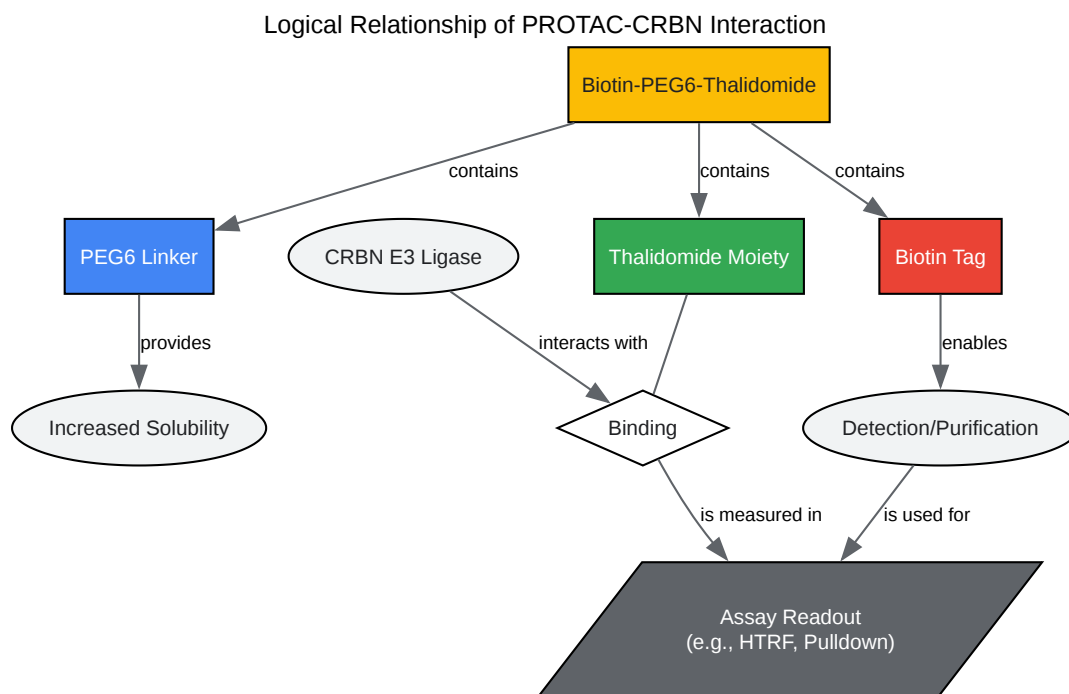 Logical Relationship of PROTAC-CRBN Interaction
Biotin-PEG6-Thalidomide
contains
contains
contains
PEG6 Linker
CRBN E3 Ligase
Thalidomide Moiety
Biotin Tag
provides
interacts with
enables
Increased Solubility
Binding
Detection/Purification
is measured in
is used for
Assay Readout
(e.g., HTRF, Pulldown)